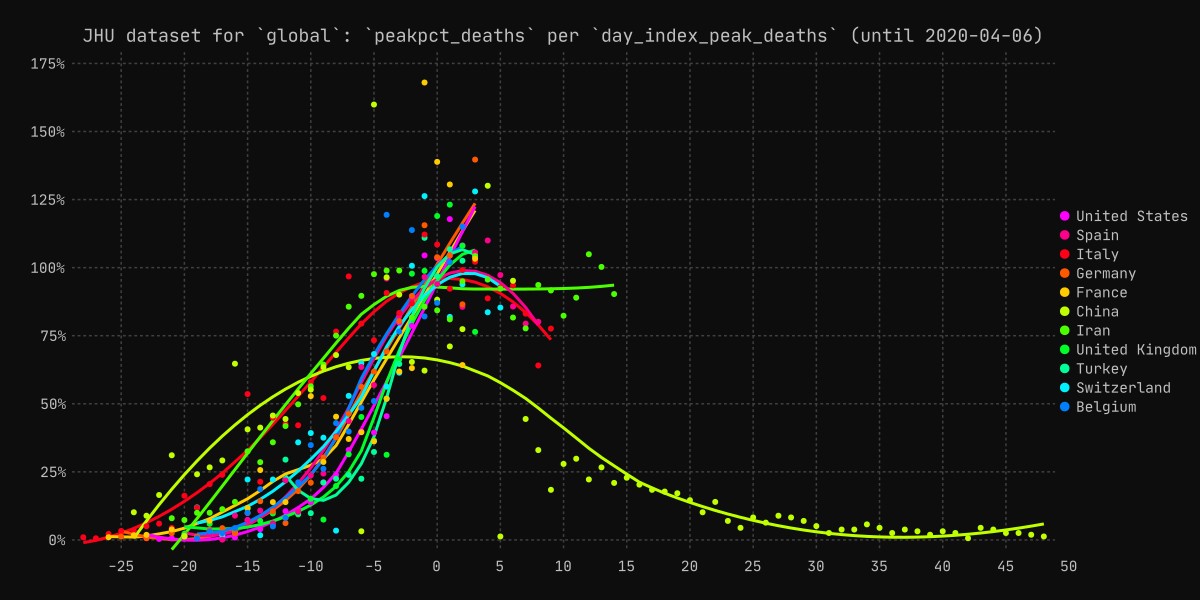 JHU dataset for `global`: `peakpct_deaths` per `day_index_peak_deaths` (until 2020-04-06)
175%
150%
125%
100%
75%
50%
25%
0%
-25 -20 -15 -10 -5 0 5 10 15 20 25 30 35 40 45 50
United States
Spain
Italy
Germany
France
China
Iran
United Kingdom
Turkey
Switzerland
Belgium